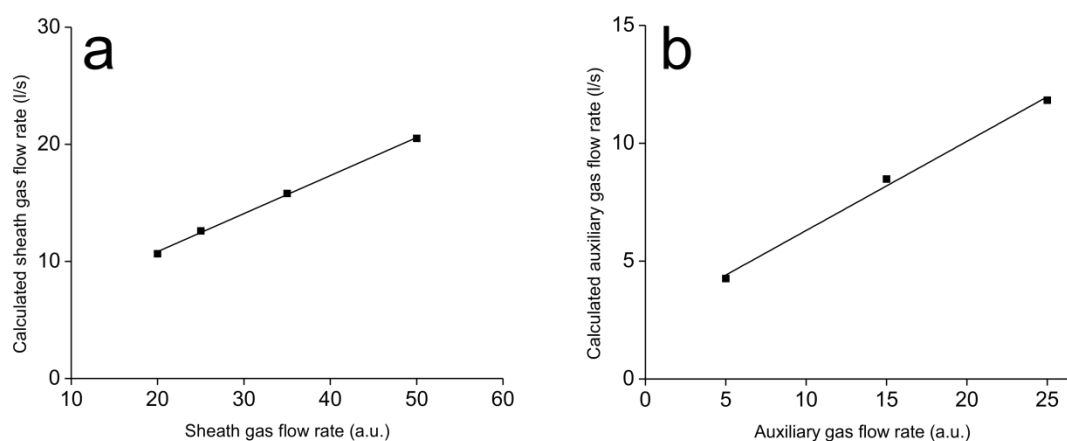 a
Calculated sheath gas flow rate (l/s)
30
20
10
0
10 20 30 40 50 60
Sheath gas flow rate (a.u.)
b
Calculated auxiliary gas flow rate (l/s)
15
10
5
0
0 5 10 15 20 25
Auxiliary gas flow rate (a.u.)